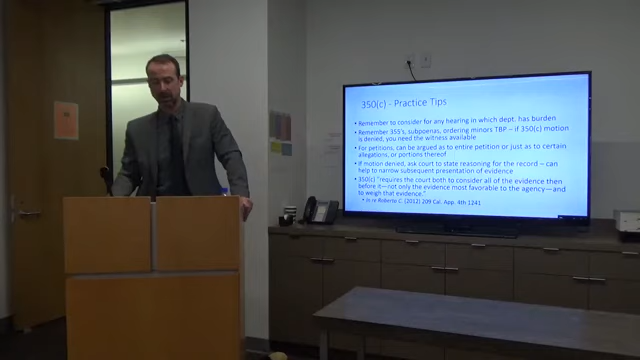 350(c) - Practice Tips
• Remember to consider for any hearing in which dept. has burden
• Remember 355's, subpoenas, ordering minors TBP – if 350(c) motion
is denied, you need the witness available
• For petitions, can be argued as to entire petition or just as to certain
allegations, or portions thereof
• If motion denied, ask court to state reasoning for the record – can
help to narrow subsequent presentation of evidence
• 350(c) "requires the court both to consider all of the evidence then
before it—not only the evidence most favorable to the agency—and
to weigh that evidence."
• In re Roberto C. (2012) 209 Cal. App. 4th 1241